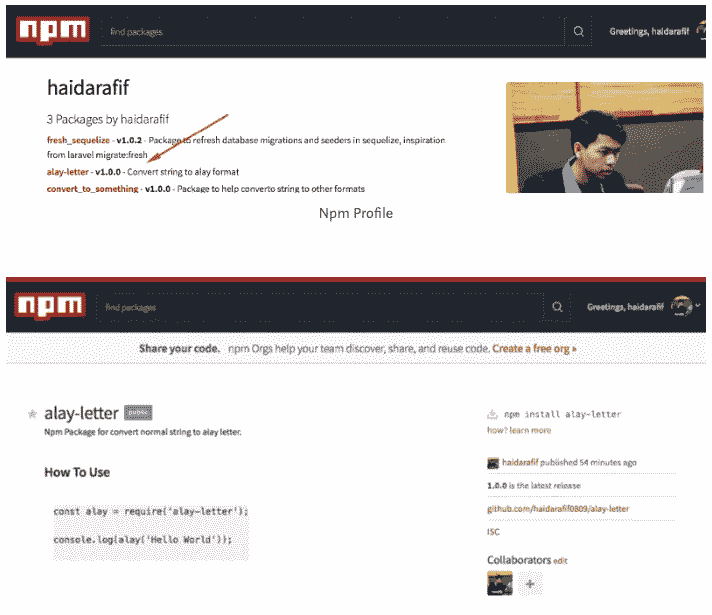 npm
find packages
Greetings, haidarafif
haidarafif
3 Packages by haidarafif
fresh_sequelize - v1.0.2 - Package to refresh database migrations and seeders in sequelize, inspiration
from laravel migrate:fresh
alay-letter - v1.0.0 - Convert string to alay format
convert_to_something - v1.0.0 - Package to help converto string to other formats
Npm Profile
npm
find packages
Greetings, haidarafif
Share your code. npm Orgs help your team discover, share, and reuse code. Create a free org »
alay-letter public
Npm Package for convert normal string to alay letter.
How To Use
const alay = require('alay-letter');
console.log(alay('Hello World'));
npm install alay-letter
how? learn more
haidarafif published 54 minutes ago
1.0.0 is the latest release
github.com/haidarafif0809/alay-letter
ISC
Collaborators edit
+